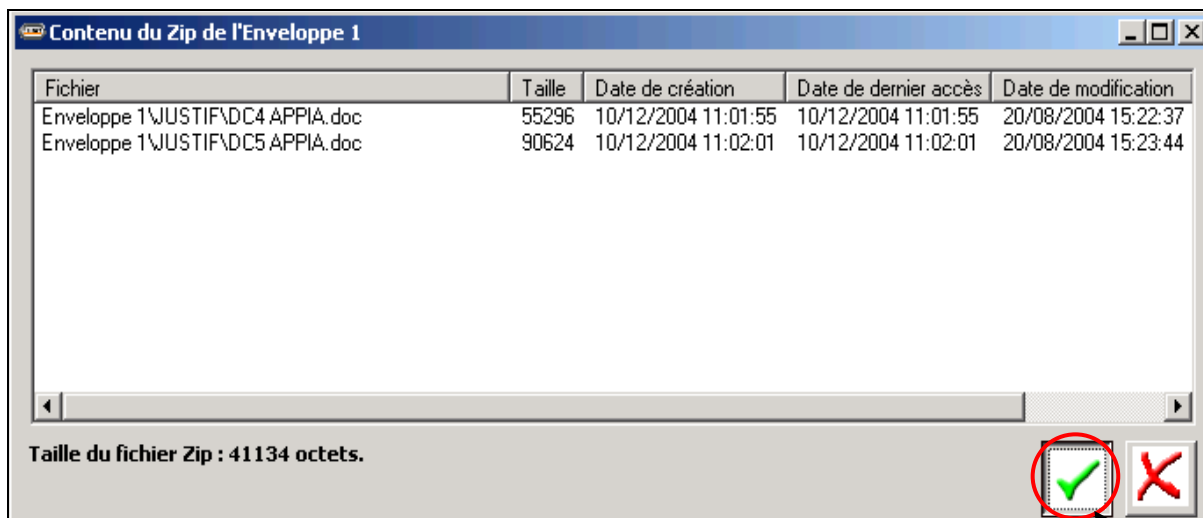 Contenu du Zip de l'Enveloppe 1
Fichier Taille Date de création Date de dernier accès Date de modification
Enveloppe 1\JUSTIF\DC4 APPIA.doc 55296 10/12/2004 11:01:55 10/12/2004 11:01:55 20/08/2004 15:22:37
Enveloppe 1\JUSTIF\DC5 APPIA.doc 90624 10/12/2004 11:02:01 10/12/2004 11:02:01 20/08/2004 15:23:44
Taille du fichier Zip : 41134 octets.